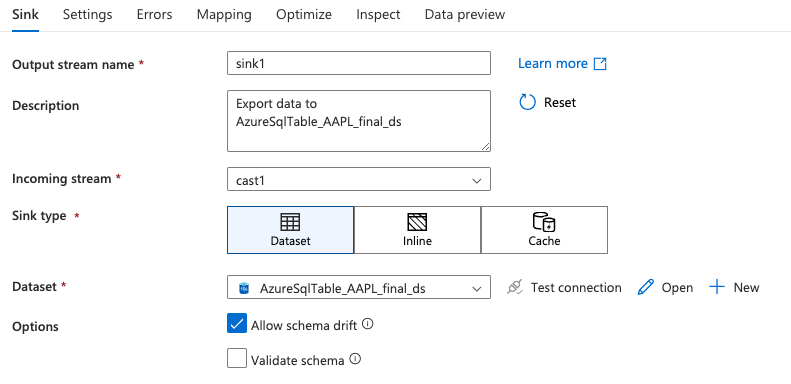 Sink Settings Errors Mapping Optimize Inspect Data preview
Output stream name * sink1 Learn more
Description Export data to Reset
AzureSqlTable_AAPL_final_ds
Incoming stream * cast1
Sink type * Dataset Inline Cache
Dataset * SQL AzureSqlTable_AAPL_final_ds Test connection Open New
Options Allow schema drift
Validate schema